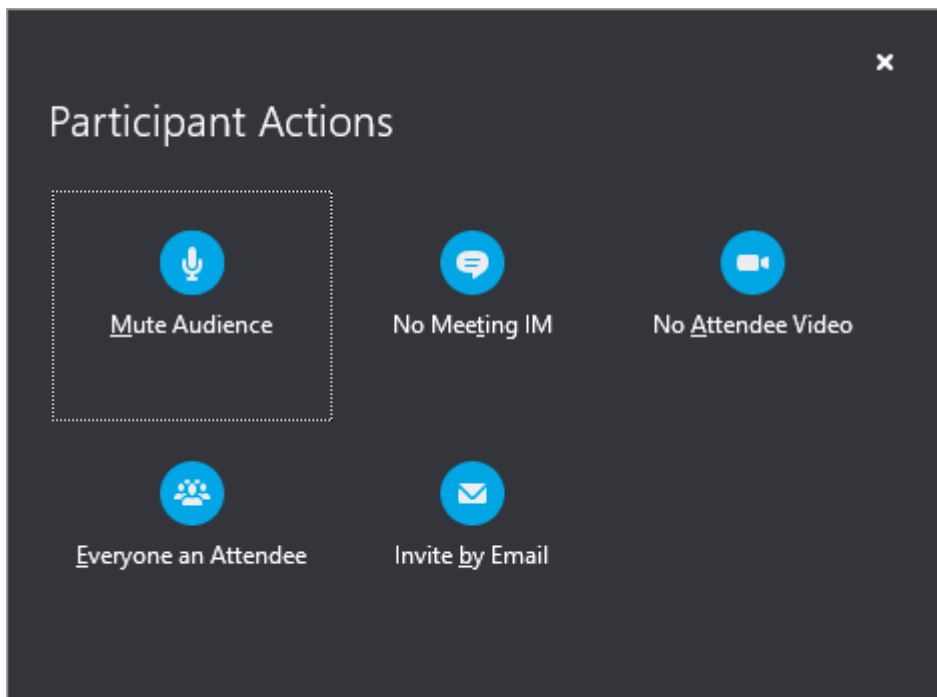 Participant Actions
Mute Audience
No Meeting IM
No Attendee Video
Everyone an Attendee
Invite by Email